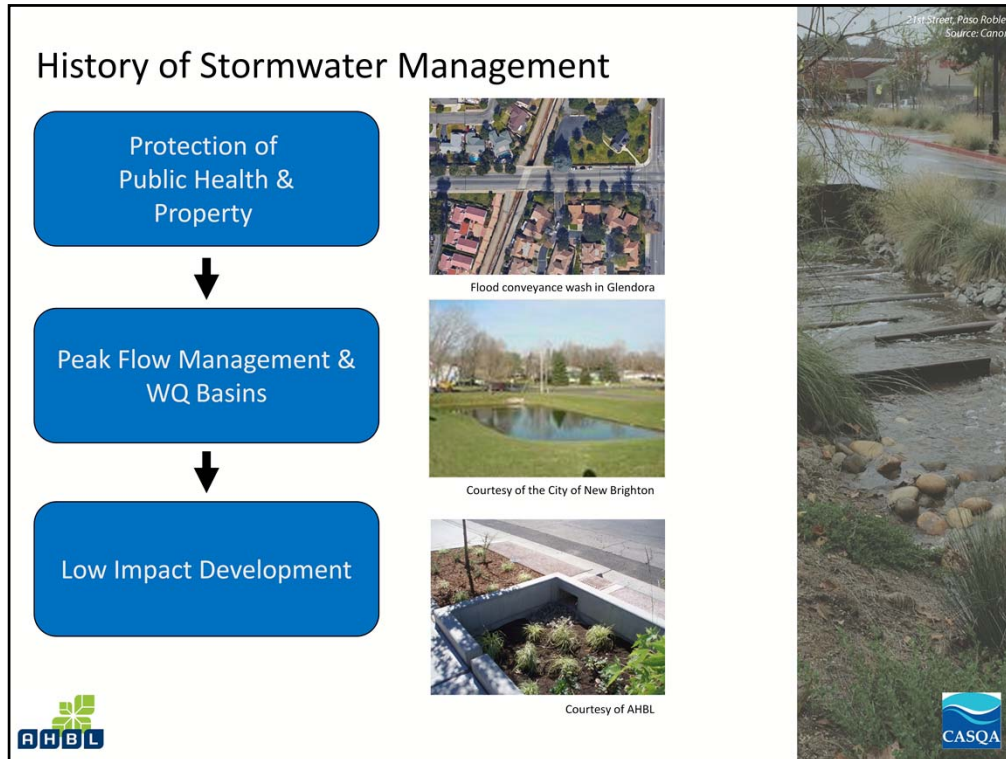 21st Street, Paso Roble
Source: Canon
History of Stormwater Management
Protection of
Public Health &
Property
Flood conveyance wash in Glendora
Peak Flow Management &
WQ Basins
Courtesy of the City of New Brighton
Low Impact Development
Courtesy of AHBL
AHBL
CASQA